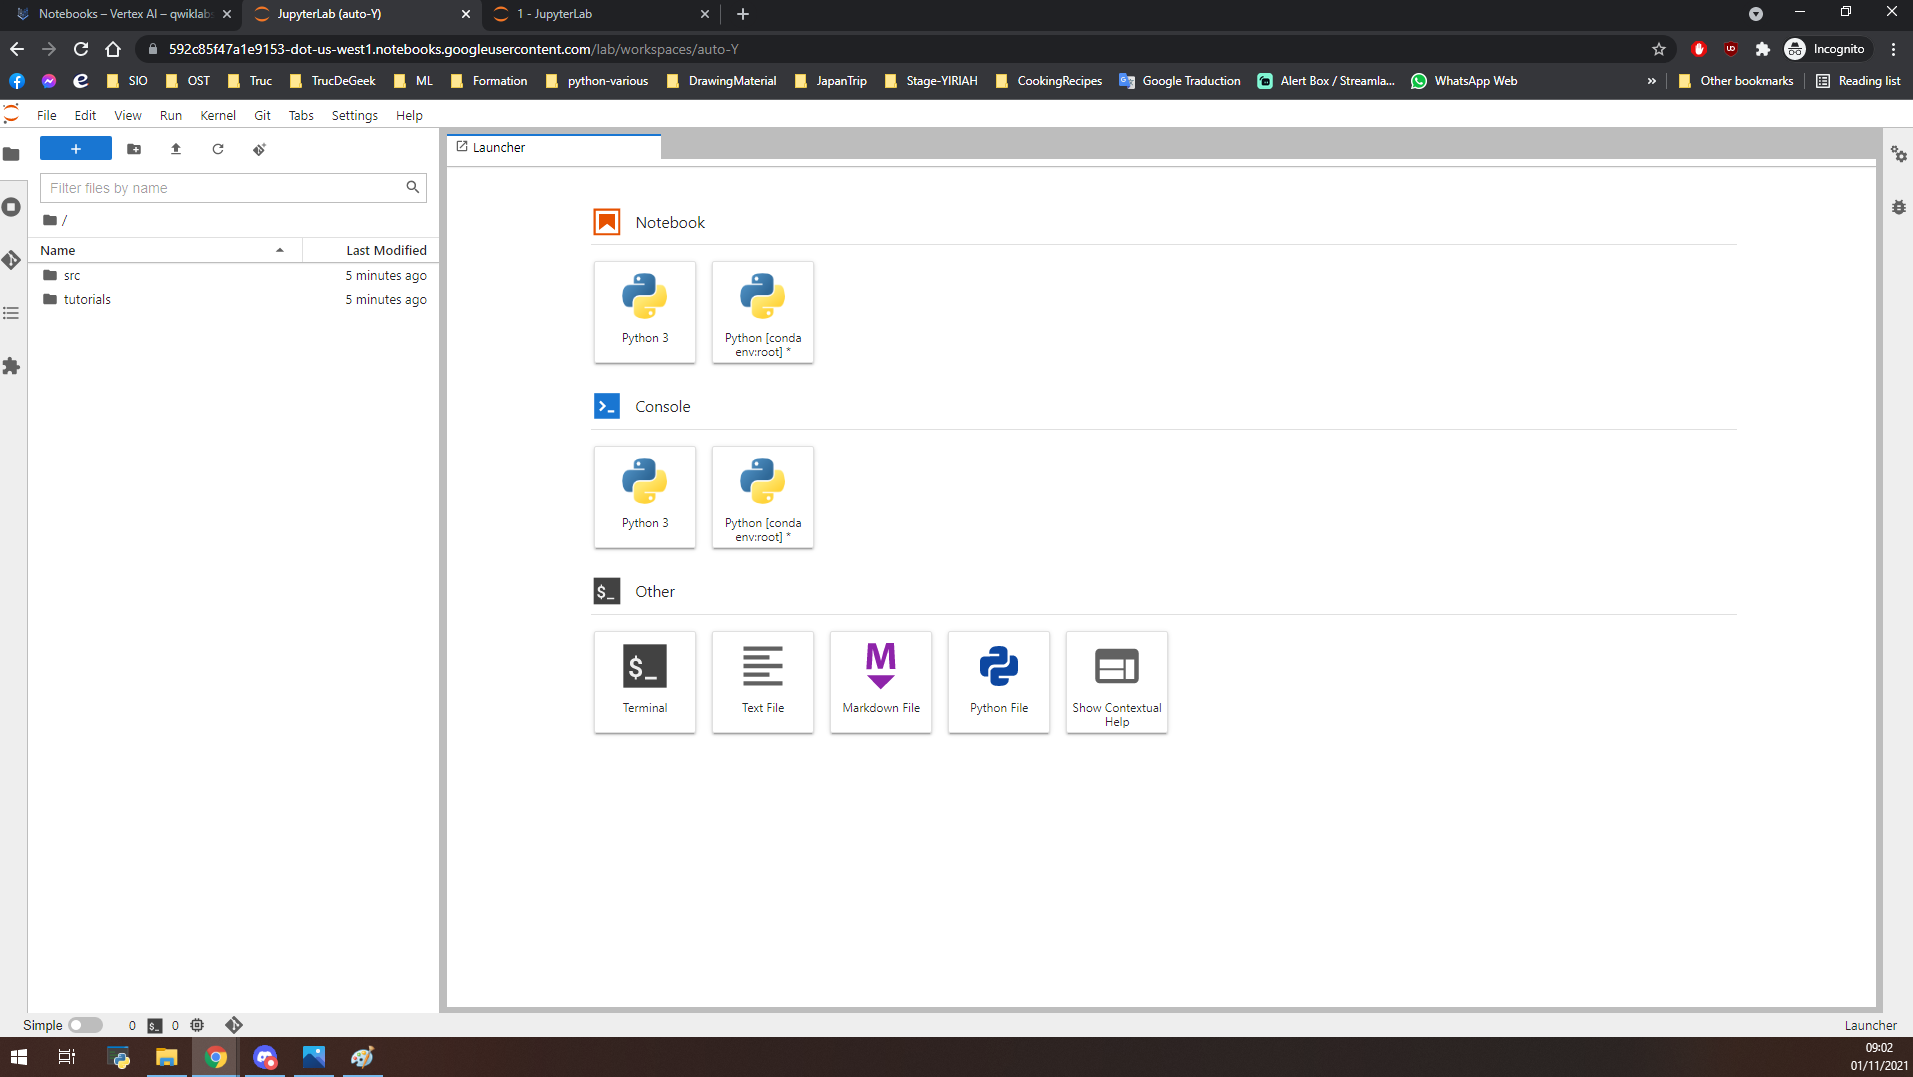 Notebooks – Vertex AI – qwiklabs
JupyterLab (auto-Y)
1 - JupyterLab
592c85f47a1e9153-dot-us-west1.notebooks.googleusercontent.com/lab/workspaces/auto-Y
Incognito
SIO OST Truc TrucDeGeek ML Formation python-various DrawingMaterial JapanTrip Stage-YIRIAH CookingRecipes Google Traduction Alert Box / Streamla... WhatsApp Web » Other bookmarks Reading list
File Edit View Run Kernel Git Tabs Settings Help
Launcher
Filter files by name
/
Name Last Modified
src 5 minutes ago
tutorials 5 minutes ago
Notebook
Python 3
Python [conda
env:root] *
Console
Python 3
Python [conda
env:root] *
$_ Other
$_
M
Terminal
Text File
Markdown File
Python File
Show Contextual
Help
Simple 0 $_ 0
Launcher
09:02
01/11/2021